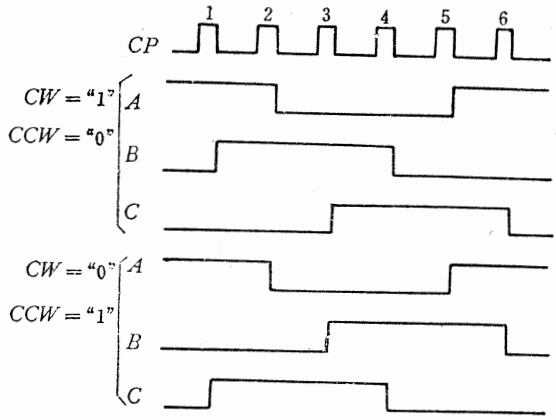 1 2 3 4 5 6
CP
CW = “1”
CCW = “0”
A
B
C
CW = “0”
CCW = “1”
A
B
C